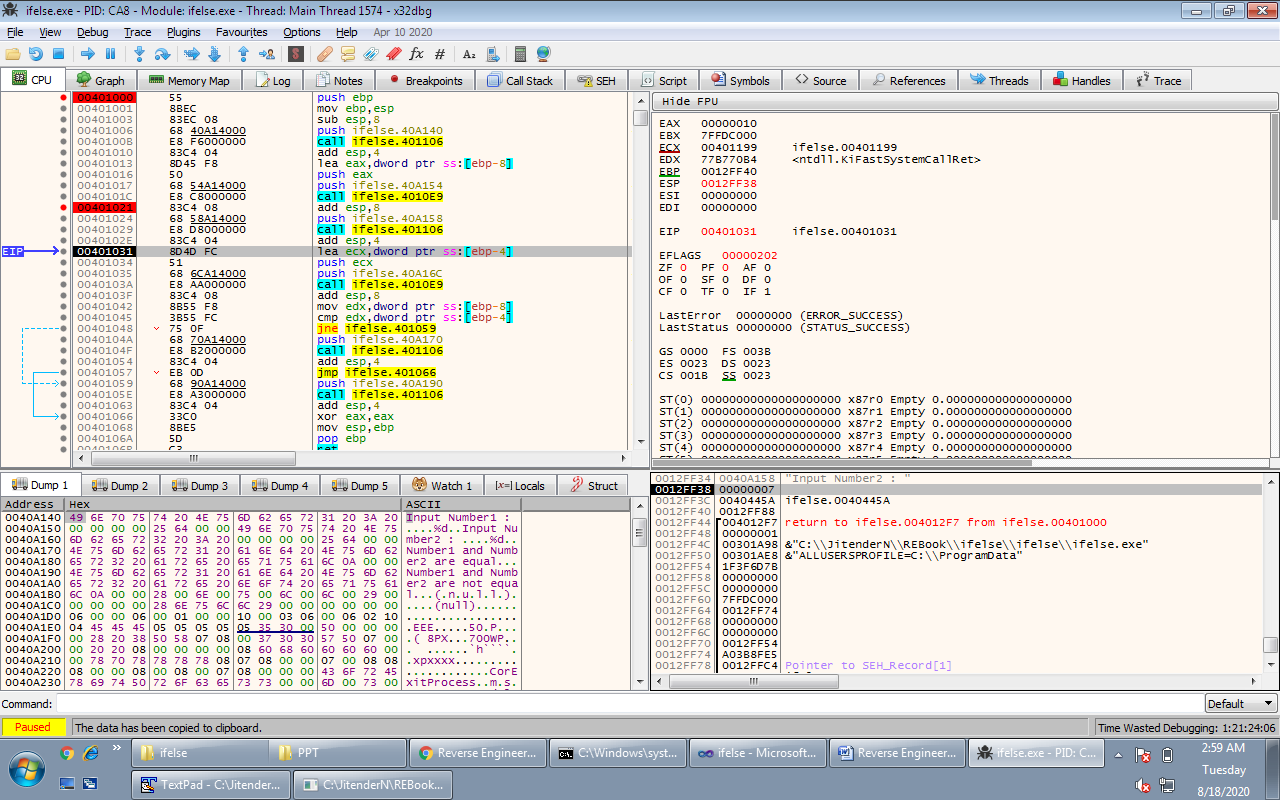 ifelse.exe - PID: CA8 - Module: ifelse.exe - Thread: Main Thread 1574 - x32dbg
File View Debug Trace Plugins Favourites Options Help Apr 10 2020
CPU Graph Memory Map Log Notes Breakpoints Call Stack SEH Script Symbols Source References Threads Handles Trace
00401000 55 push ebp
00401001 8BEC mov ebp,esp
00401003 83EC 08 sub esp,8
00401006 68 40A14000 push ifelse.40A140
0040100B E8 F6000000 call ifelse.401106
00401010 83C4 04 add esp,4
00401013 8D45 F8 lea eax,dword ptr ss:[ebp-8]
00401016 50 push eax
00401017 68 54A14000 push ifelse.40A154
0040101C E8 C8000000 call ifelse.4010E9
00401021 83C4 08 add esp,8
00401024 68 58A14000 push ifelse.40A158
00401029 E8 D8000000 call ifelse.401106
0040102E 83C4 04 add esp,4
EIP 00401031 8D4D FC lea ecx,dword ptr ss:[ebp-4]
00401034 51 push ecx
00401035 68 6CA14000 push ifelse.40A16C
0040103A E8 AA000000 call ifelse.4010E9
0040103F 83C4 08 add esp,8
00401042 8B55 F8 mov edx,dword ptr ss:[ebp-8]
00401045 3B55 FC cmp edx,dword ptr ss:[ebp-4]
00401048 75 0F jne ifelse.401059
0040104A 68 70A14000 push ifelse.40A170
0040104F E8 B2000000 call ifelse.401106
00401054 83C4 04 add esp,4
00401057 EB 0D jmp ifelse.401066
00401059 68 90A14000 push ifelse.40A190
0040105E E8 A3000000 call ifelse.401106
00401063 83C4 04 add esp,4
00401066 33C0 xor eax,eax
00401068 8BE5 mov esp,ebp
0040106A 5D pop ebp
0040106B C3 ret
Hide FPU
EAX 00000010
EBX 7FFDC000
ECX 00401199 ifelse.00401199
EDX 77B770B4 <ntdll.KiFastSystemCallRet>
EBP 0012FF40
ESP 0012FF38
ESI 00000000
EDI 00000000
EIP 00401031 ifelse.00401031
EFLAGS 00000202
ZF 0 PF 0 AF 0
OF 0 SF 0 DF 0
CF 0 TF 0 IF 1
LastError 00000000 (ERROR_SUCCESS)
LastStatus 00000000 (STATUS_SUCCESS)
GS 0000 FS 003B
ES 0023 DS 0023
CS 001B SS 0023
ST(0) 00000000000000000000 x87r0 Empty 0.000000000000000000
ST(1) 00000000000000000000 x87r1 Empty 0.000000000000000000
ST(2) 00000000000000000000 x87r2 Empty 0.000000000000000000
ST(3) 00000000000000000000 x87r3 Empty 0.000000000000000000
ST(4) 00000000000000000000 x87r4 Empty 0.000000000000000000
Dump 1 Dump 2 Dump 3 Dump 4 Dump 5 Watch 1 Locals Struct
Address Hex ASCII
0040A140 49 6E 70 75 74 20 4E 75 6D 62 65 72 31 20 3A 20 Input Number1 : 
0040A150 00 00 00 00 25 64 00 00 49 6E 70 75 74 20 4E 75 ....%d..Input Nu
0040A160 6D 62 65 72 32 20 3A 20 00 00 00 00 25 64 00 00 mber2 : ....%d..
0040A170 4E 75 6D 62 65 72 31 20 61 6E 64 20 4E 75 6D 62 Number1 and Numb
0040A180 65 72 32 20 61 72 65 20 65 71 75 61 6C 0A 00 00 er2 are equal...
0040A190 4E 75 6D 62 65 72 31 20 61 6E 64 20 4E 75 6D 62 Number1 and Numb
0040A1A0 65 72 32 20 61 72 65 20 6E 6F 74 20 65 71 75 61 er2 are not equa
0040A1B0 6C 0A 00 00 28 00 6E 00 75 00 6C 00 6C 00 29 00 l...(.n.u.l.l.).
0040A1C0 00 00 00 00 28 6E 75 6C 6C 29 00 00 00 00 00 00 ....(null)......
0040A1D0 06 00 00 06 00 01 00 00 10 00 03 06 00 06 02 10
0040A1E0 04 45 45 45 05 05 05 05 05 35 30 00 50 00 00 00 .EEE.....50.P...
0040A1F0 00 28 20 38 50 58 07 08 00 37 30 30 57 50 07 00 .( 8PX...700WP..
0040A200 00 20 20 08 00 00 00 00 08 60 68 60 60 60 60 00 .  ......`h````.
0040A210 00 78 70 78 78 78 78 08 07 08 00 00 07 00 08 08 .xpxxxx.........
0040A220 08 00 00 08 00 08 00 07 08 00 00 00 43 6F 72 45 ............CorE
0040A230 78 69 74 50 72 6F 63 65 73 73 00 00 6D 00 73 00 xitProcess..m.s.
0012FF34 0040A158 "Input Number2 : "
0012FF38 00000007
0012FF3C 0040445A ifelse.0040445A
0012FF40 0012FF88
0012FF44 004012F7 return to ifelse.004012F7 from ifelse.00401000
0012FF48 00000001
0012FF4C 00301A98 &"C:\\JitenderN\\REBook\\ifelse\\ifelse\\ifelse.exe"
0012FF50 00301AE8 &"ALLUSERSPROFILE=C:\\ProgramData"
0012FF54 1F3F6D7B
0012FF58 00000000
0012FF5C 00000000
0012FF60 7FFDC000
0012FF64 0012FF74
0012FF68 00000000
0012FF6C 00000000
0012FF70 0012FF54
0012FF74 A03B8FE5
0012FF78 0012FFC4 Pointer to SEH_Record[1]
Command: Default
Paused The data has been copied to clipboard. Time Wasted Debugging: 1:21:24:06
ifelse PPT Reverse Engineer... C:\Windows\syst... ifelse - Microsoft... Reverse Engineer... ifelse.exe - PID: C...
TextPad - C:\Jitender... C:\JitenderN\REBook...
2:59 AM
Tuesday
8/18/2020